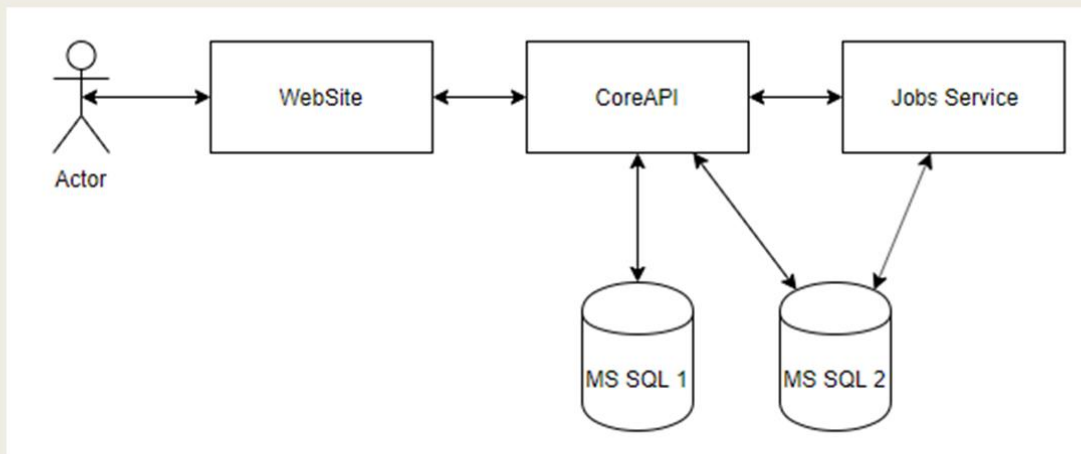 WebSite
CoreAPI
Jobs Service
Actor
MS SQL 1
MS SQL 2